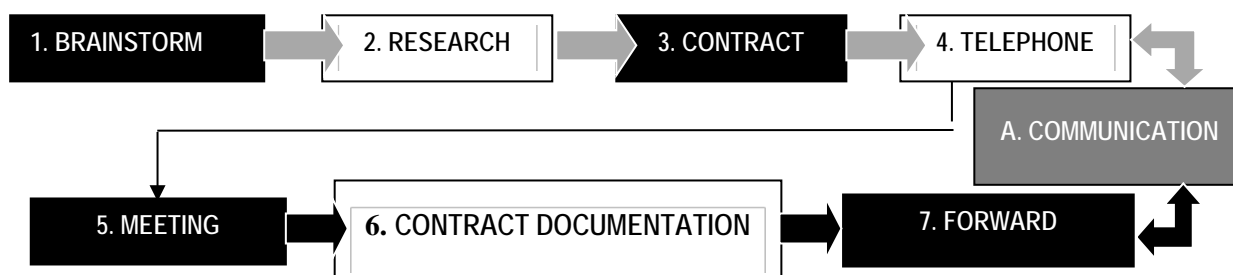 1. BRAINSTORM
2. RESEARCH
3. CONTRACT
4. TELEPHONE
A. COMMUNICATION
5. MEETING
6. CONTRACT DOCUMENTATION
7. FORWARD